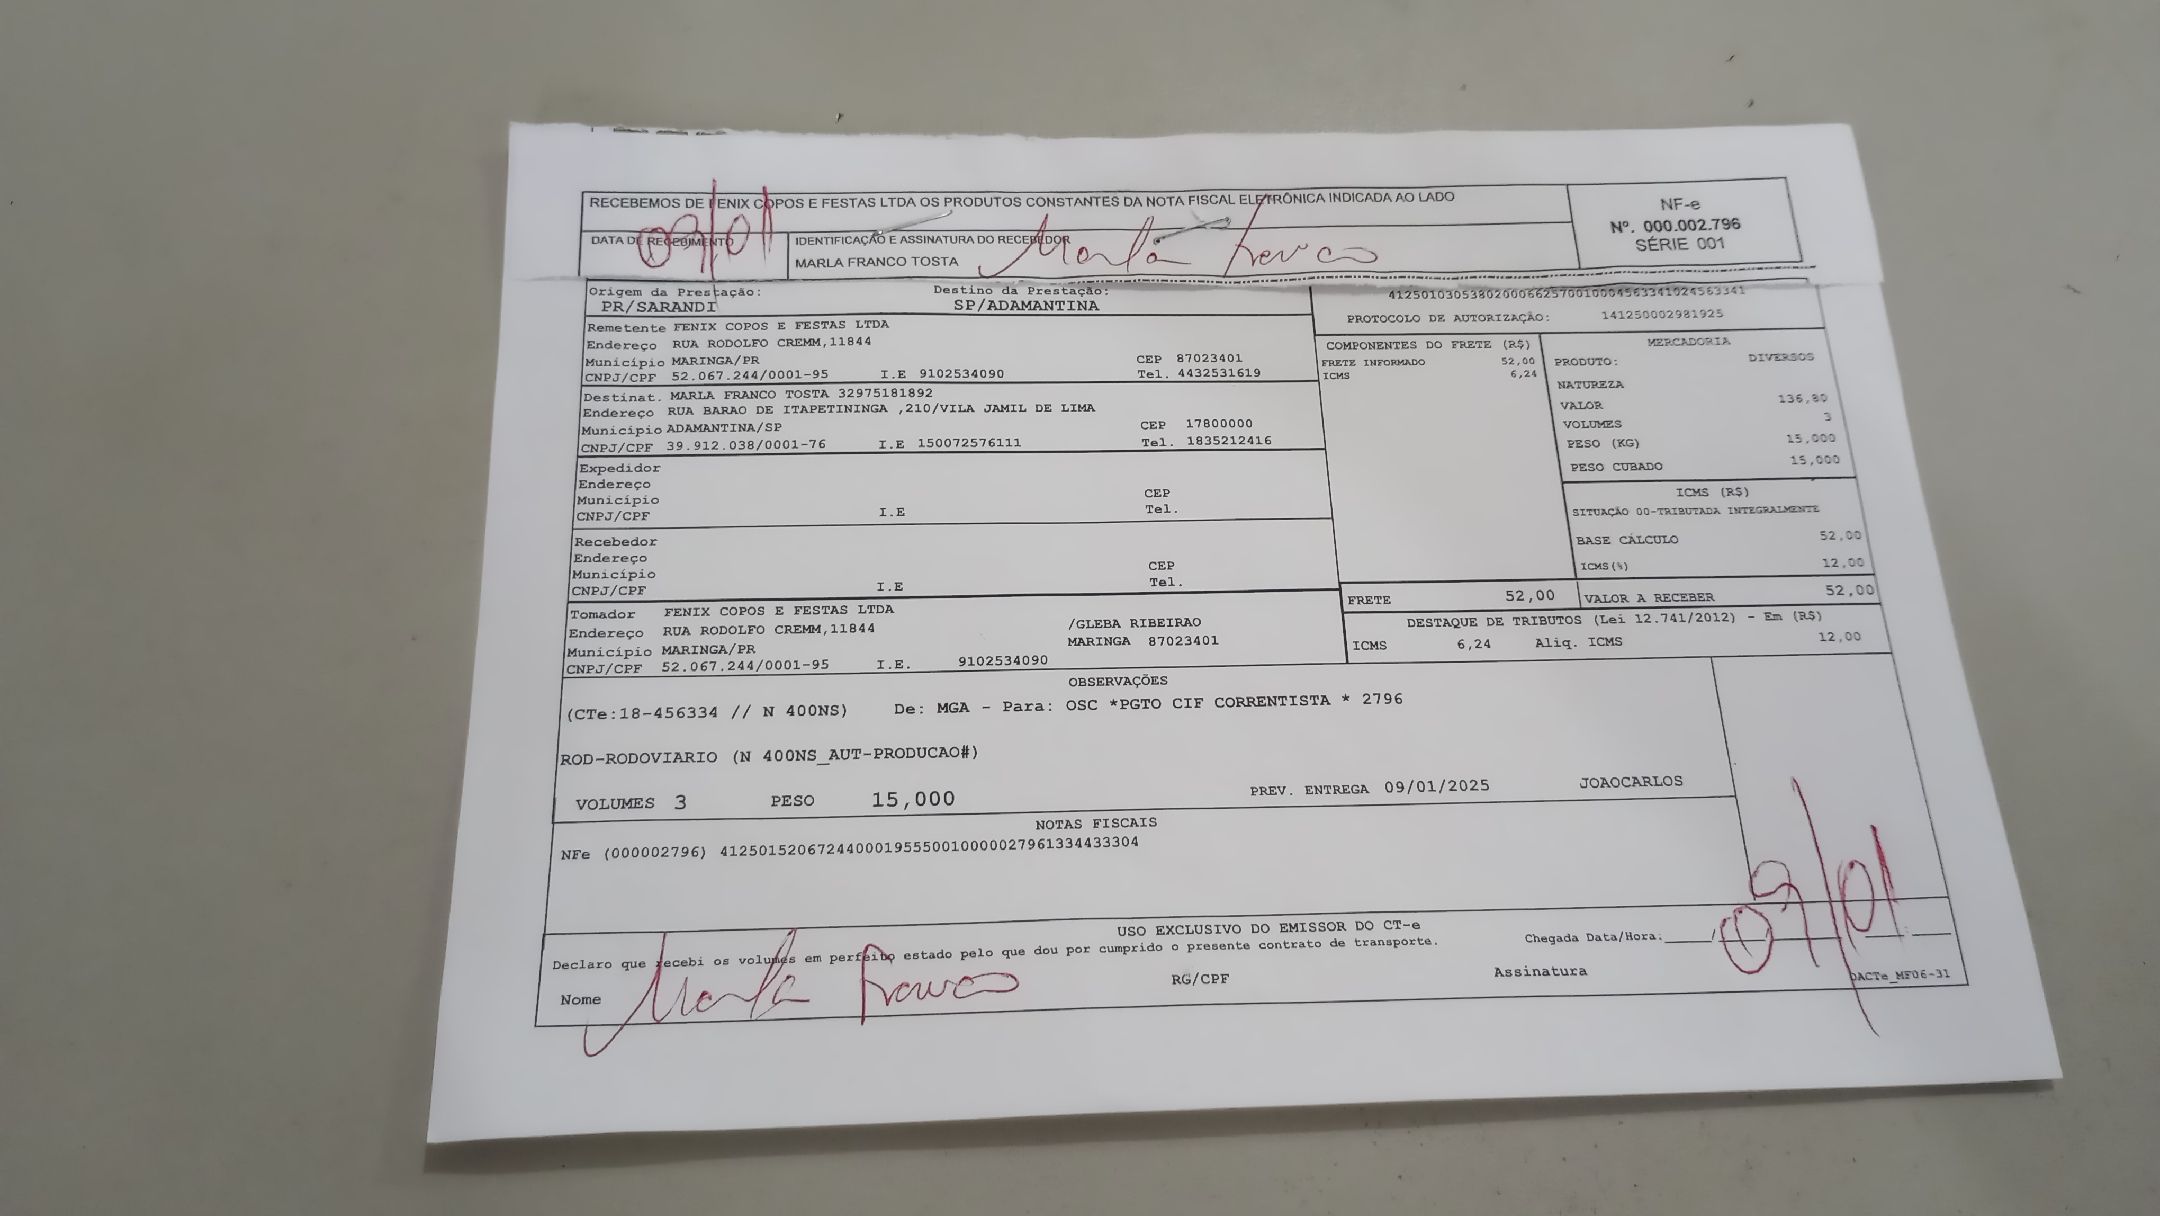 RECEBEMOS DE FENIX COPOS E FESTAS LTDA OS PRODUTOS CONSTANTES DA NOTA FISCAL ELETRÔNICA INDICADA AO LADO
NF-e
Nº. 000.002.796
SÉRIE 001
DATA DE RECEBIMENTO
09/01
IDENTIFICAÇÃO E ASSINATURA DO RECEBEDOR
MARLA FRANCO TOSTA
Marla Franco
Origem da Prestação:
PR/SARANDI
Destino da Prestação:
SP/ADAMANTINA
41250103053802000662570010004563341024563341
PROTOCOLO DE AUTORIZAÇÃO: 141250002981925
Remetente FENIX COPOS E FESTAS LTDA
Endereço RUA RODOLFO CREMM,11844
Município MARINGA/PR CEP 87023401
CNPJ/CPF 52.067.244/0001-95 I.E 9102534090 Tel. 4432531619
Destinat. MARLA FRANCO TOSTA 32975181892
Endereço RUA BARAO DE ITAPETININGA ,210/VILA JAMIL DE LIMA
Município ADAMANTINA/SP CEP 17800000
CNPJ/CPF 39.912.038/0001-76 I.E 150072576111 Tel. 1835212416
Expedidor
Endereço
Município CEP
CNPJ/CPF I.E Tel.
Recebedor
Endereço
Município CEP
CNPJ/CPF I.E Tel.
Tomador FENIX COPOS E FESTAS LTDA
Endereço RUA RODOLFO CREMM,11844 /GLEBA RIBEIRAO
Município MARINGA/PR MARINGA 87023401
CNPJ/CPF 52.067.244/0001-95 I.E. 9102534090
COMPONENTES DO FRETE (R$)
FRETE INFORMADO 52,00
ICMS 6,24
MERCADORIA
PRODUTO: DIVERSOS
NATUREZA
VALOR 136,80
VOLUMES 3
PESO (KG) 15,000
PESO CUBADO 15,000
ICMS (R$)
SITUAÇÃO 00-TRIBUTADA INTEGRALMENTE
BASE CÁLCULO 52,00
ICMS(%) 12,00
FRETE 52,00 VALOR A RECEBER 52,00
DESTAQUE DE TRIBUTOS (Lei 12.741/2012) - Em (R$)
ICMS 6,24 Aliq. ICMS 12,00
OBSERVAÇÕES
(CTe:18-456334 // N 400NS) De: MGA - Para: OSC *PGTO CIF CORRENTISTA * 2796
ROD-RODOVIARIO (N 400NS_AUT-PRODUCAO#)
VOLUMES 3 PESO 15,000 PREV. ENTREGA 09/01/2025 JOAOCARLOS
NOTAS FISCAIS
NFe (000002796) 41250152067244000195550010000027961334433304
USO EXCLUSIVO DO EMISSOR DO CT-e
Declaro que recebi os volumes em perfeito estado pelo que dou por cumprido o presente contrato de transporte.
Chegada Data/Hora:____/____ ____:____
09/01
Nome Marla Franco RG/CPF Assinatura
DACTe_MF06-31